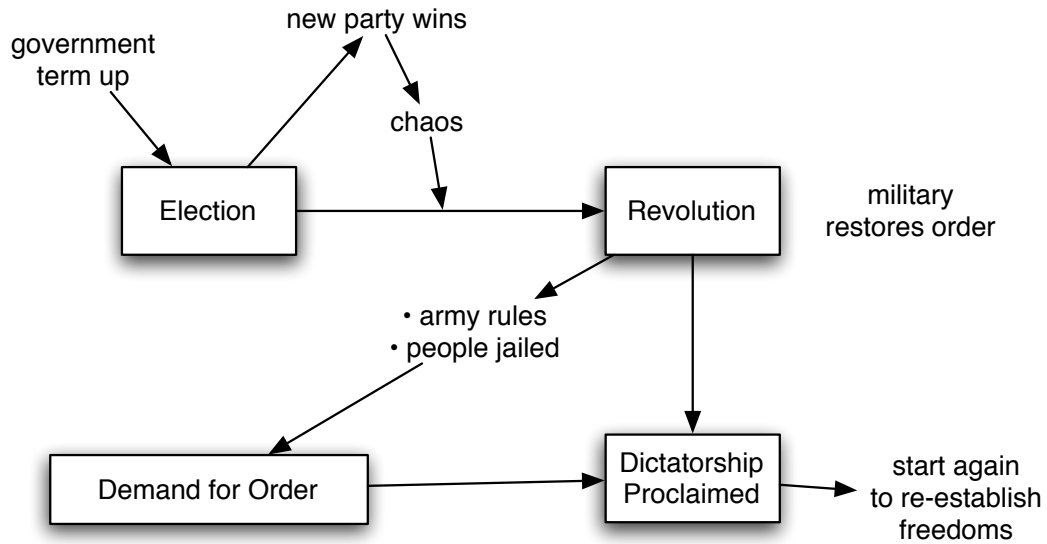 new party wins
government
term up
chaos
Election
Revolution
military
restores order
• army rules
• people jailed
Demand for Order
Dictatorship
Proclaimed
start again
to re-establish
freedoms